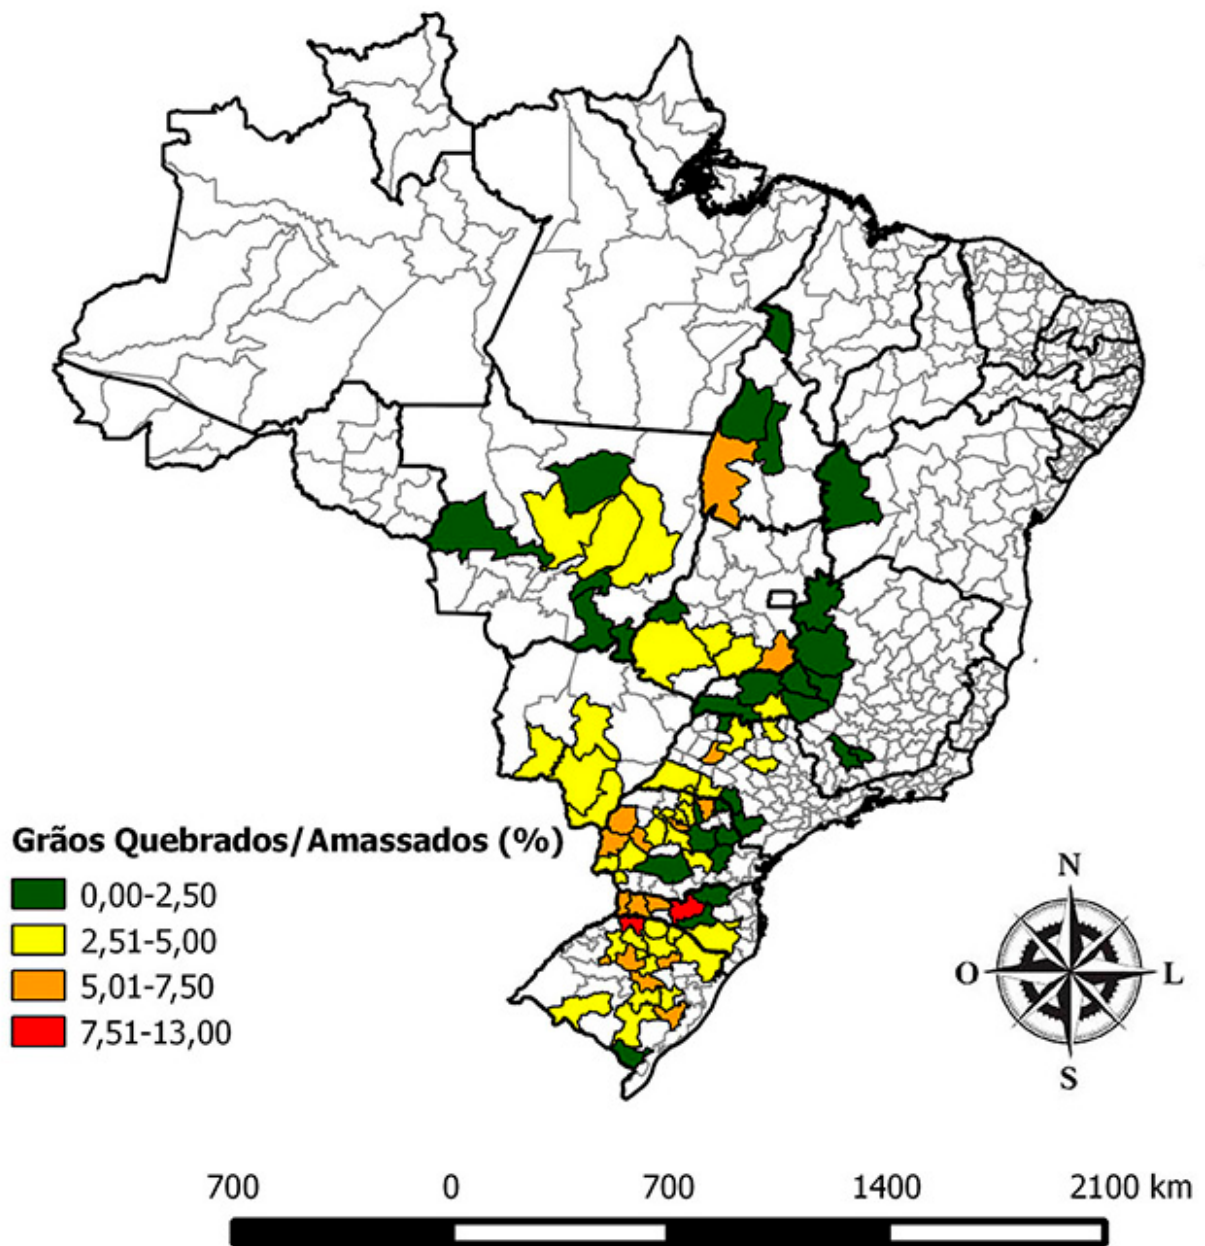 Grãos Quebrados/Amassados (%)
0,00-2,50
2,51-5,00
5,01-7,50
7,51-13,00
N
O L
S
700 0 700 1400 2100 km